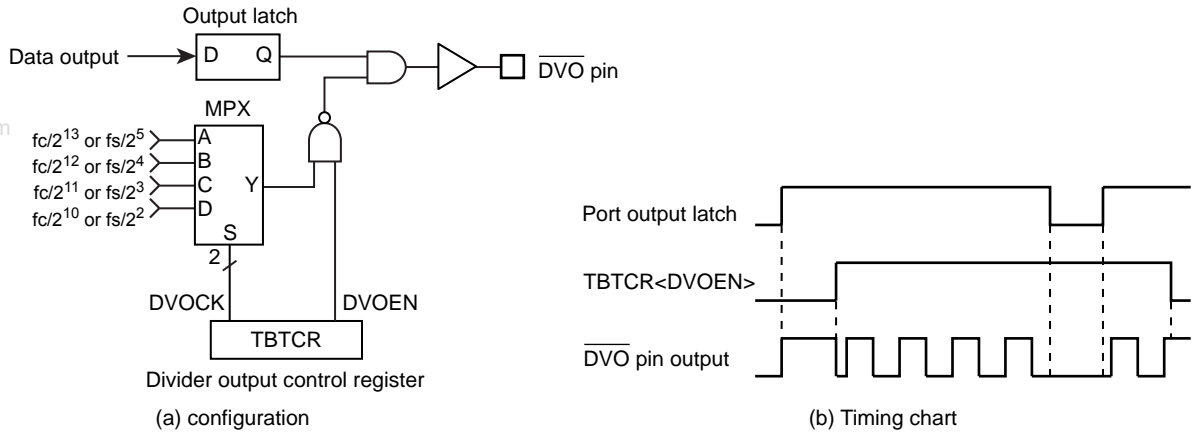 Output latch
Data output
D Q
DVO pin
MPX
m
fc/2^13 or fs/2^5
A
fc/2^12 or fs/2^4
B
fc/2^11 or fs/2^3
C
Y
fc/2^10 or fs/2^2
D
S
2
DVOCK
DVOEN
TBTCR
Divider output control register
(a) configuration
Port output latch
TBTCR<DVOEN>
DVO pin output
(b) Timing chart